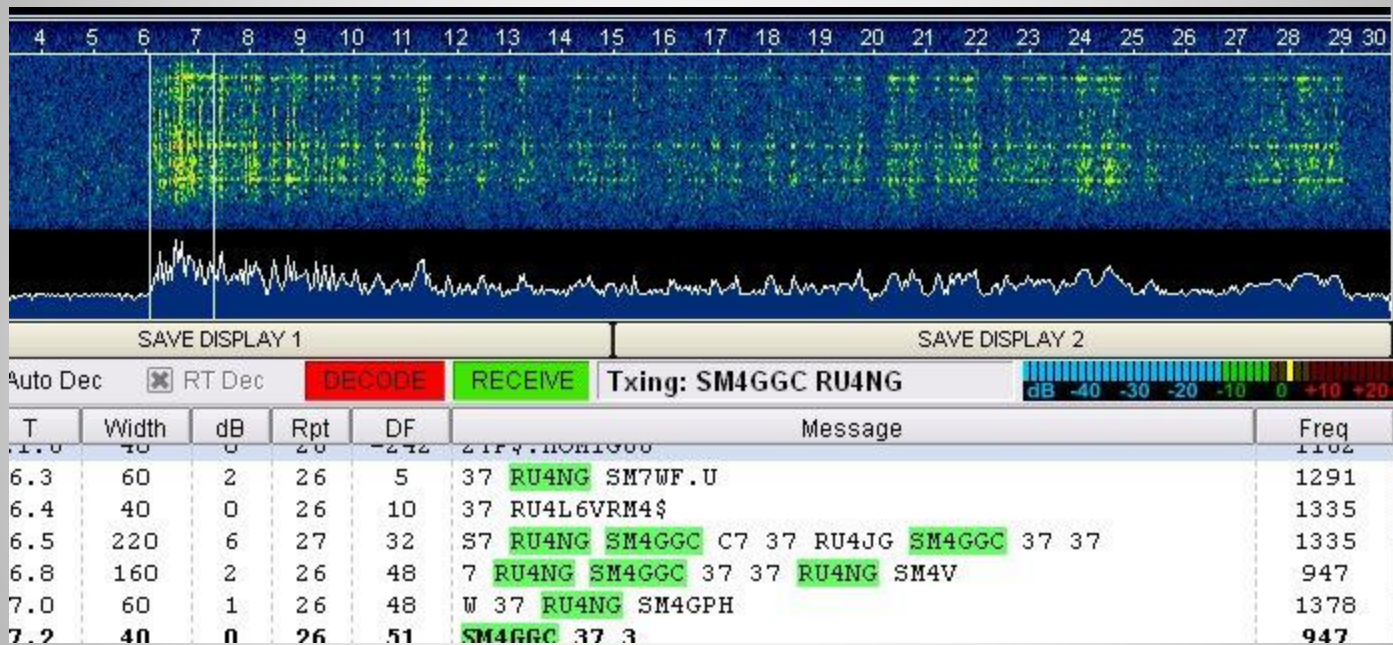 4 5 6 7 8 9 10 11 12 13 14 15 16 17 18 19 20 21 22 23 24 25 26 27 28 29 30
SAVE DISPLAY 1 SAVE DISPLAY 2
Auto Dec RT Dec DECODE RECEIVE Txing: SM4GGC RU4NG dB -40 -30 -20 -10 0 +10 +20
T Width dB Rpt DF Message Freq
6.3 60 2 26 5 37 RU4NG SM7WF.U 1291
6.4 40 0 26 10 37 RU4L6VRM4$ 1335
6.5 220 6 27 32 S7 RU4NG SM4GGC C7 37 RU4JG SM4GGC 37 37 1335
6.8 160 2 26 48 7 RU4NG SM4GGC 37 37 RU4NG SM4V 947
7.0 60 1 26 48 W 37 RU4NG SM4GPH 1378
7.2 40 0 26 51 SM4GGC 37 3 947